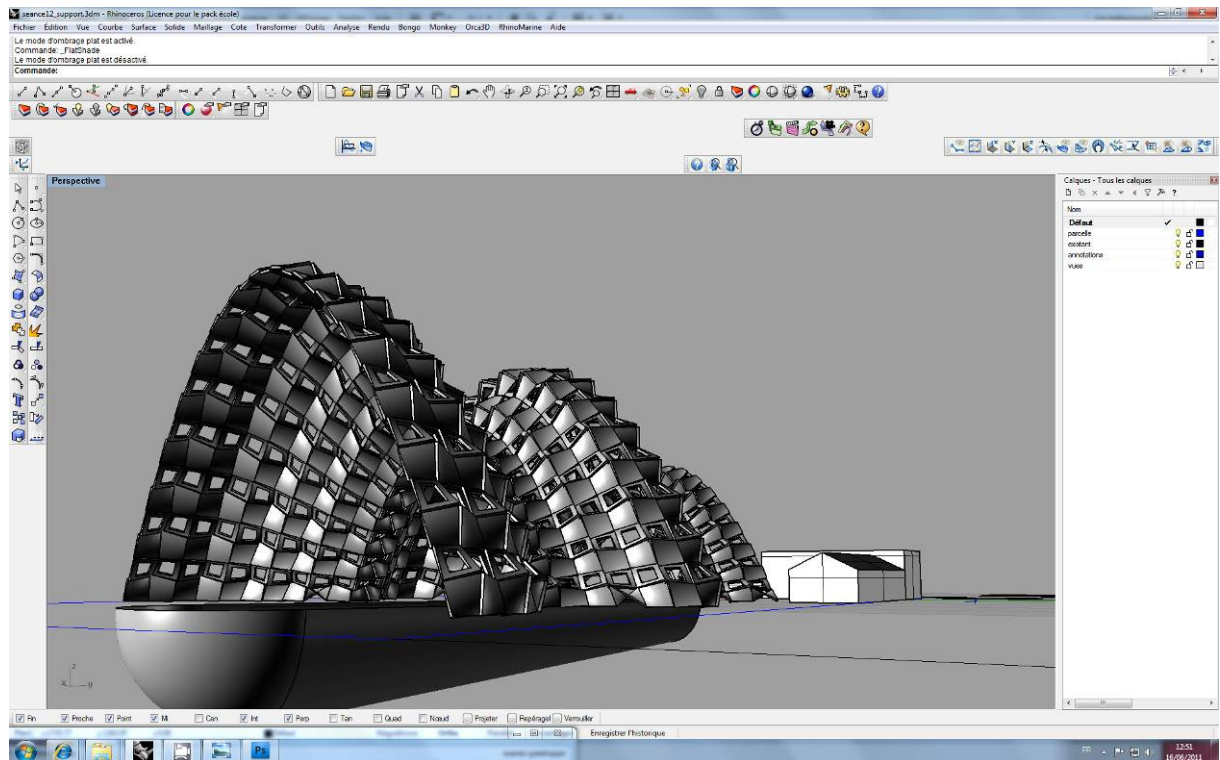 seance12_support.3dm - Rhinoceros (Licence pour le pack école)
Fichier Edition Vue Courbe Surface Solide Maillage Cote Transformer Outils Analyse Rendu Bongo Monkey Orca3D RhinoMarine Aide
Le mode d'ombrage plat est activé.
Commande: _FlatShade
Le mode d'ombrage plat est désactivé.
Commande:
Perspective
Calques - Tous les calques
Nom
Défaut
parcelle
existant
annotations
vues
z
x
y
Fin Proche Point Mi Cen Int Perp Tan Quad Nœud Projeter Repérage Verrouiller
Enregistrer l'historique
Ps
FR
12:51
16/06/2011